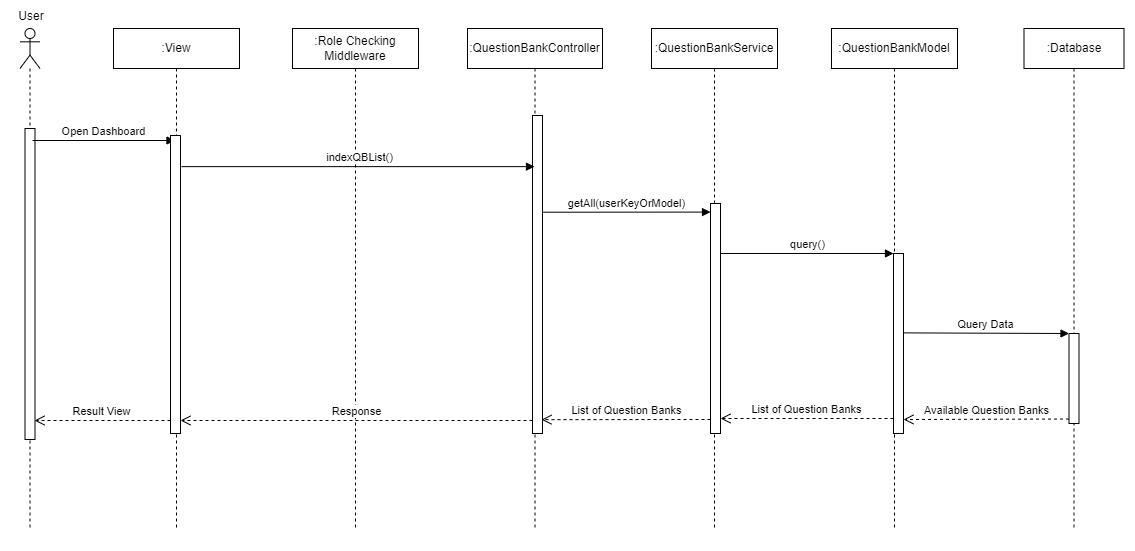 User
:View
:Role Checking
Middleware
:QuestionBankController
:QuestionBankService
:QuestionBankModel
:Database
Open Dashboard
indexQBList()
getAll(userKeyOrModel)
query()
Query Data
Result View
Response
List of Question Banks
List of Question Banks
Available Question Banks